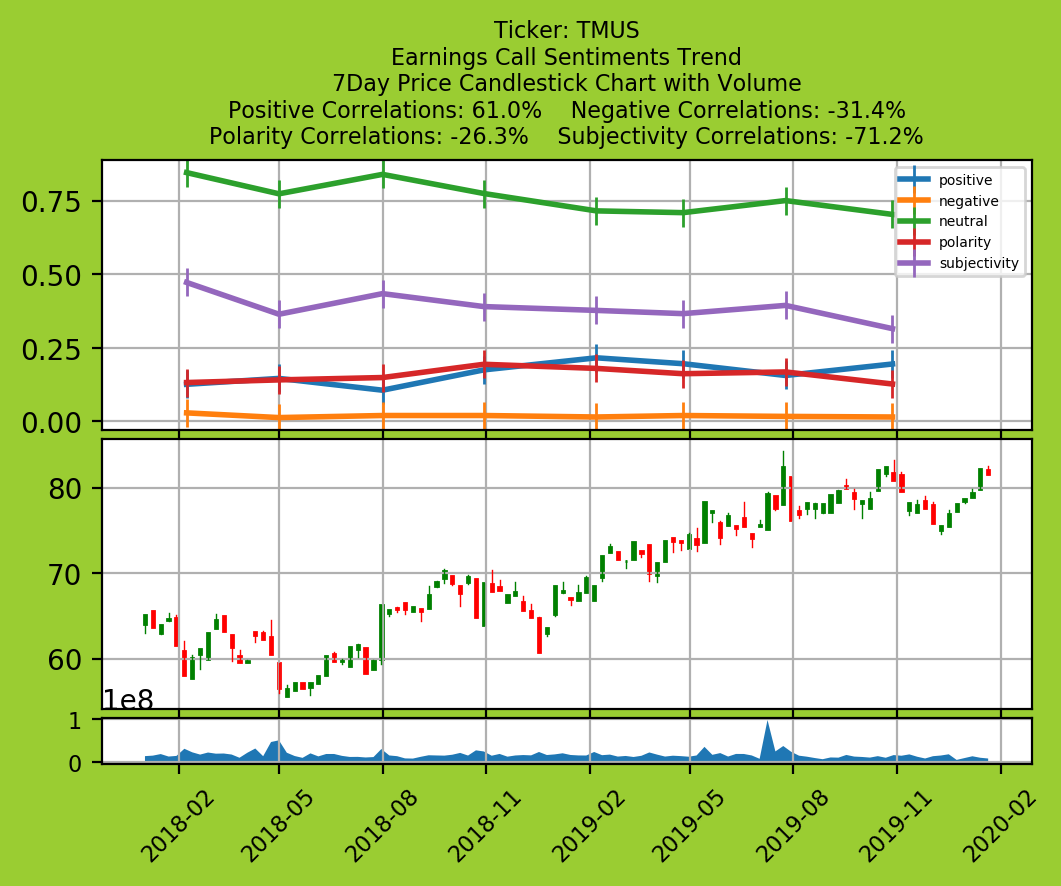 Ticker: TMUS
Earnings Call Sentiments Trend
7Day Price Candlestick Chart with Volume
Positive Correlations: 61.0%    Negative Correlations: -31.4%
Polarity Correlations: -26.3%    Subjectivity Correlations: -71.2%
positive
negative
neutral
polarity
subjectivity
0.75
0.50
0.25
0.00
80
70
60
1e8
1
0
2018-02
2018-05
2018-08
2018-11
2019-02
2019-05
2019-08
2019-11
2020-02